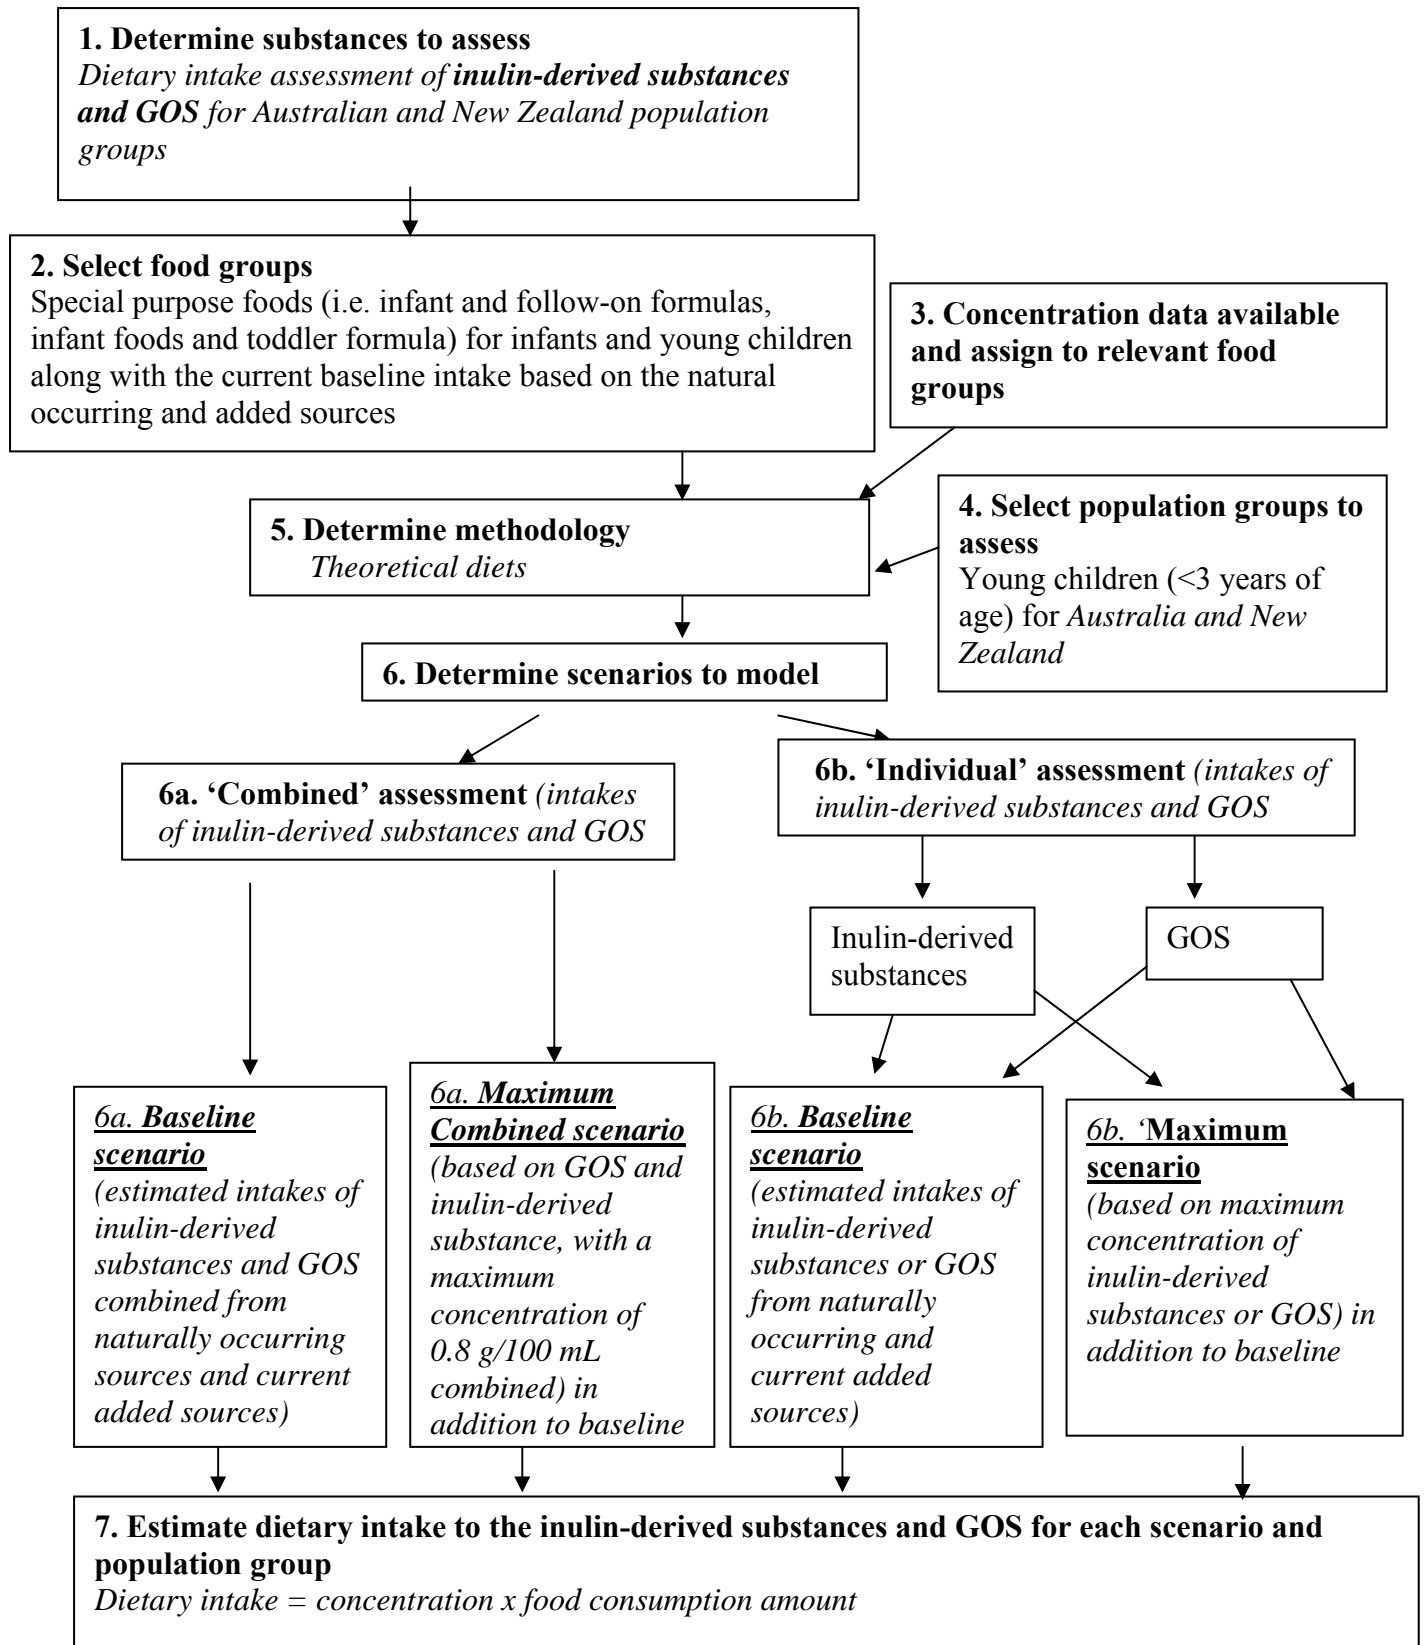 1. Determine substances to assess
Dietary intake assessment of inulin-derived substances
and GOS for Australian and New Zealand population
groups
2. Select food groups
Special purpose foods (i.e. infant and follow-on formulas,
infant foods and toddler formula) for infants and young children
along with the current baseline intake based on the natural
occurring and added sources
3. Concentration data available
and assign to relevant food
groups
4. Select population groups to
assess
Young children (<3 years of
age) for Australia and New
Zealand
5. Determine methodology
Theoretical diets
6. Determine scenarios to model
6a. ‘Combined’ assessment (intakes
of inulin-derived substances and GOS
6b. ‘Individual’ assessment (intakes of
inulin-derived substances and GOS
Inulin-derived
substances
GOS
6a. Baseline
scenario
(estimated intakes of
inulin-derived
substances and GOS
combined from
naturally occurring
sources and current
added sources)
6a. Maximum
Combined scenario
(based on GOS and
inulin-derived
substance, with a
maximum
concentration of
0.8 g/100 mL
combined) in
addition to baseline
6b. Baseline
scenario
(estimated intakes of
inulin-derived
substances or GOS
from naturally
occurring and
current added
sources)
6b. ‘Maximum
scenario
(based on maximum
concentration of
inulin-derived
substances or GOS) in
addition to baseline
7. Estimate dietary intake to the inulin-derived substances and GOS for each scenario and
population group
Dietary intake = concentration x food consumption amount